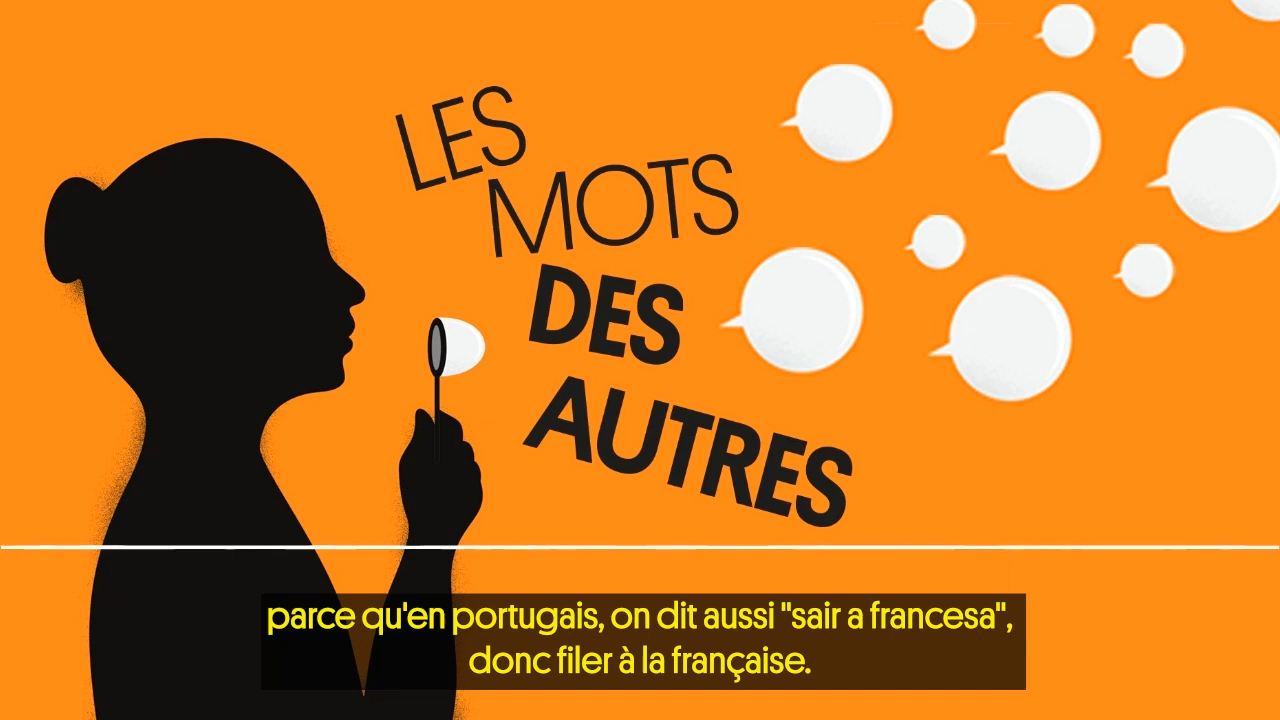 LES
MOTS
DES
AUTRES
parce qu'en portugais, on dit aussi "sair a francesa",
donc filer à la française.